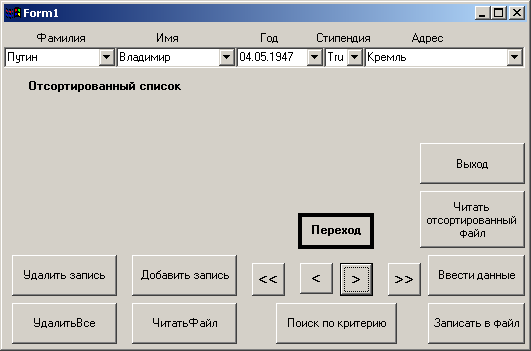 Form1
Фамилия Имя Год Стипендия Адрес
Путин Владимир 04.05.1947 Tru Кремль
Отсортированный список
Выход
Читать
отсортированный
файл
Переход
Удалить запись Добавить запись << < > >> Ввести данные
УдалитьВсе ЧитатьФайл Поиск по критерию Записать в файл